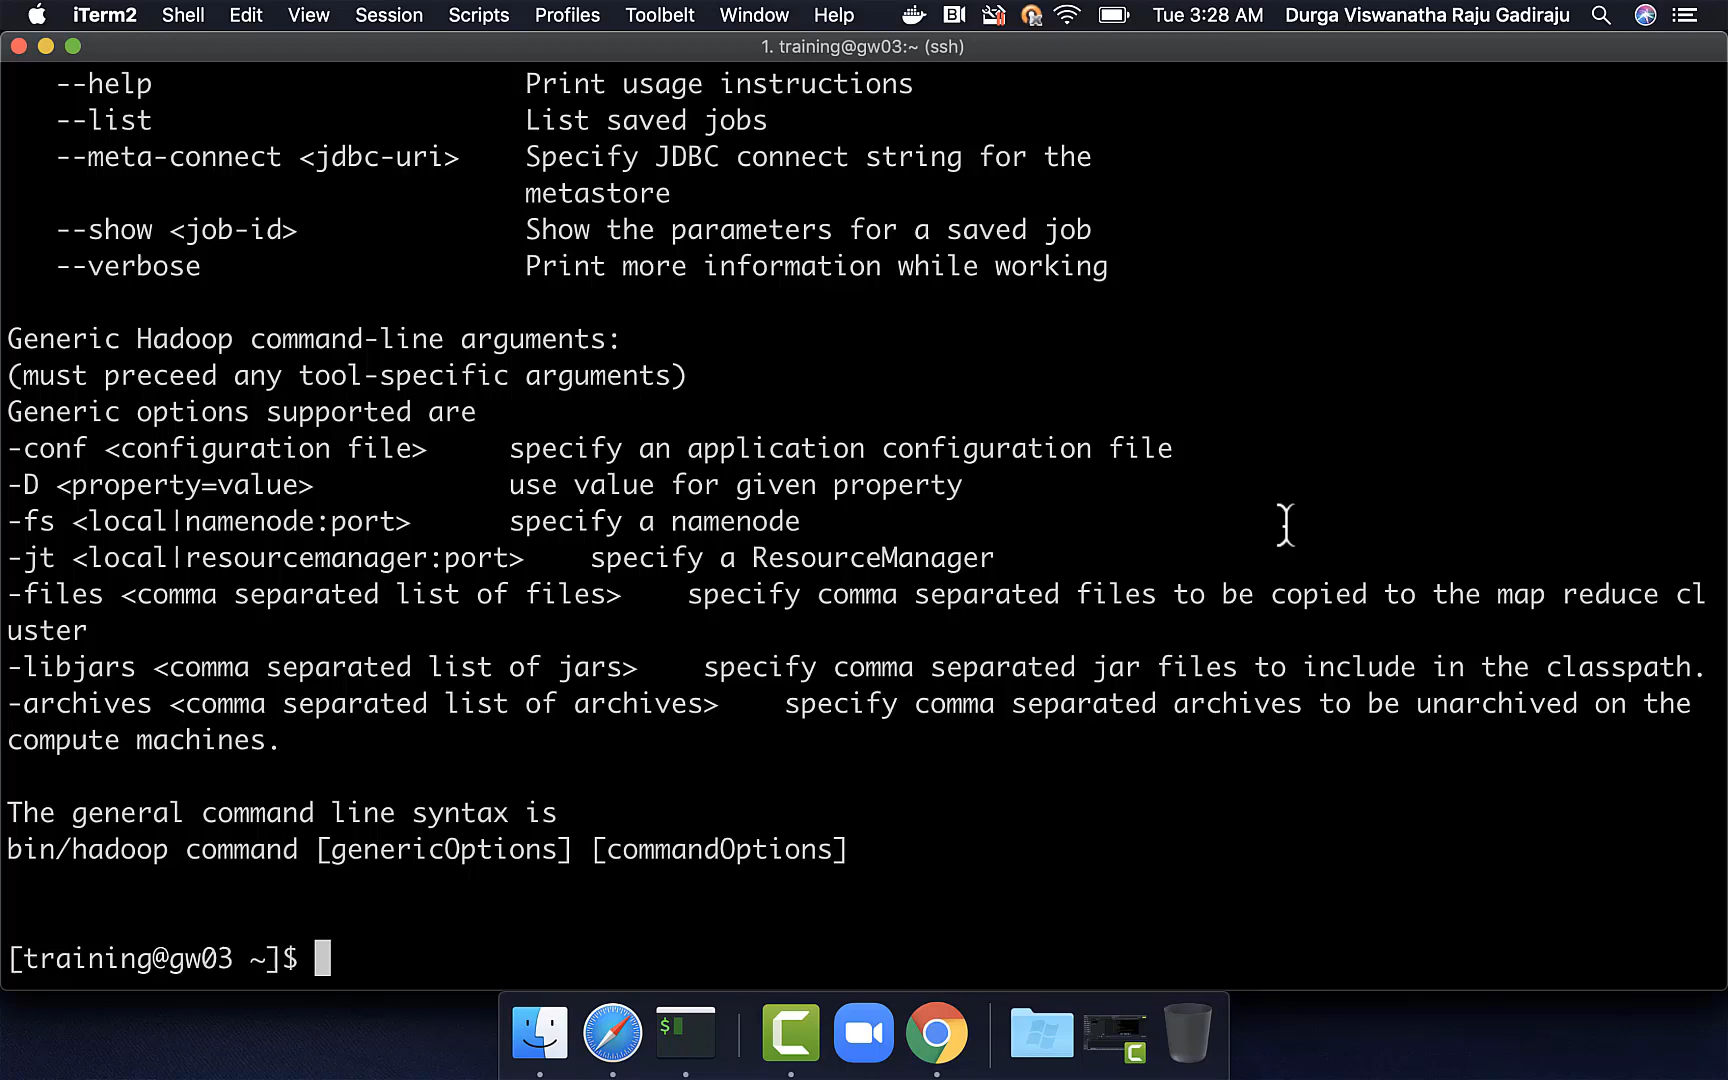 iTerm2 Shell Edit View Session Scripts Profiles Toolbelt Window Help Tue 3:28 AM Durga Viswanatha Raju Gadiraju
1. training@gw03:~ (ssh)
--help Print usage instructions
--list List saved jobs
--meta-connect <jdbc-uri> Specify JDBC connect string for the
metastore
--show <job-id> Show the parameters for a saved job
--verbose Print more information while working
Generic Hadoop command-line arguments:
(must preceed any tool-specific arguments)
Generic options supported are
-conf <configuration file> specify an application configuration file
-D <property=value> use value for given property
-fs <local|namenode:port> specify a namenode
-jt <local|resourcemanager:port> specify a ResourceManager
-files <comma separated list of files> specify comma separated files to be copied to the map reduce cl
uster
-libjars <comma separated list of jars> specify comma separated jar files to include in the classpath.
-archives <comma separated list of archives> specify comma separated archives to be unarchived on the
compute machines.
The general command line syntax is
bin/hadoop command [genericOptions] [commandOptions]
[training@gw03 ~]$